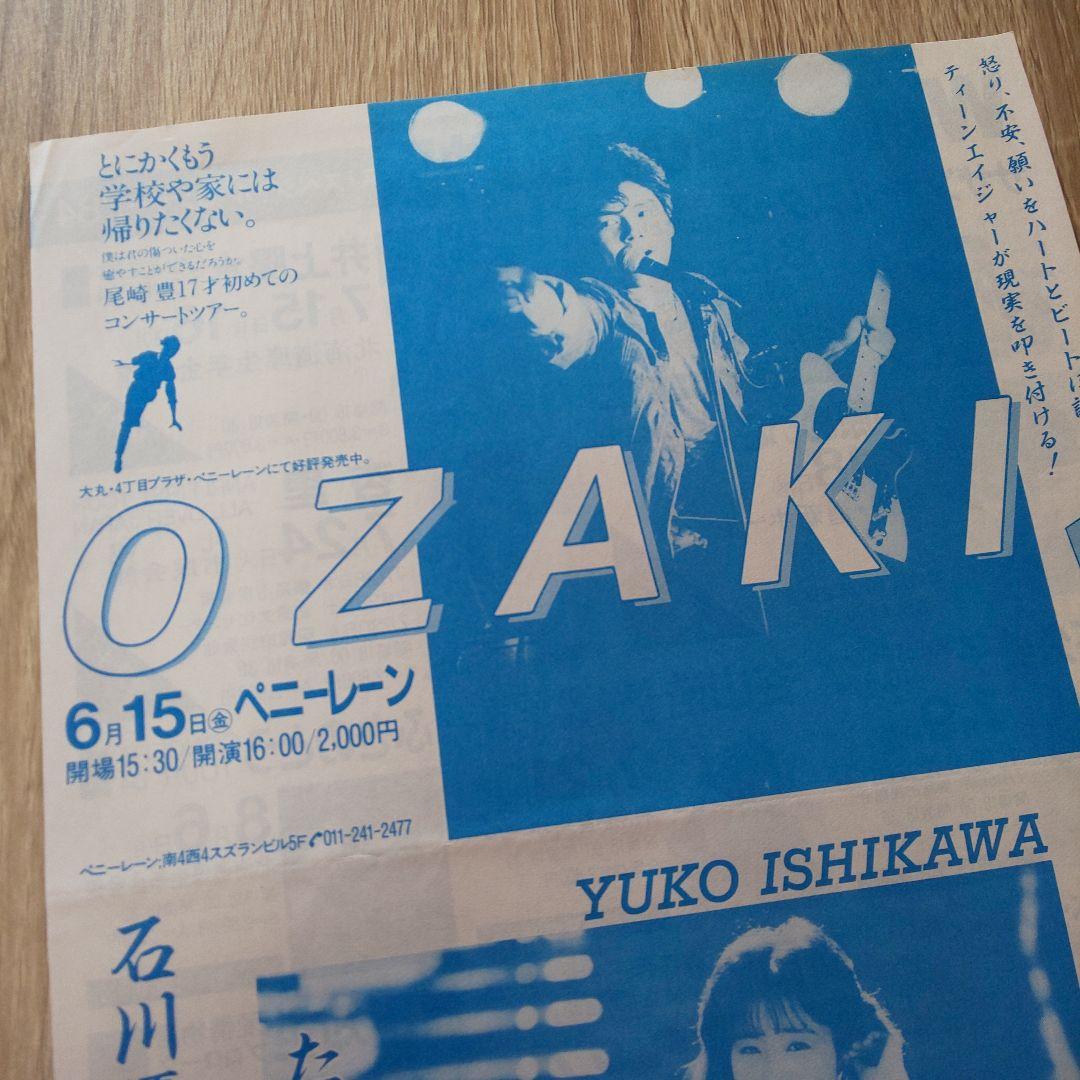 とにかくもう
学校や家には
帰りたくない。
僕は君の傷ついた心を
癒やすことができるだろうか。
尾崎 豊17才初めての
コンサートツアー。
大丸・4丁目プラザ・ペニーレーンにて好評発売中。
怒り、不安、願いをハートとビートに託
ティーンエイジャーが現実を叩き付ける!
OZAKI
6月15日㊎ペニーレーン
開場15:30/開演16:00/2,000円
ペニーレーン:南4西4スズランビル5F✆011-241-2477
YUKO ISHIKAWA
石川
た